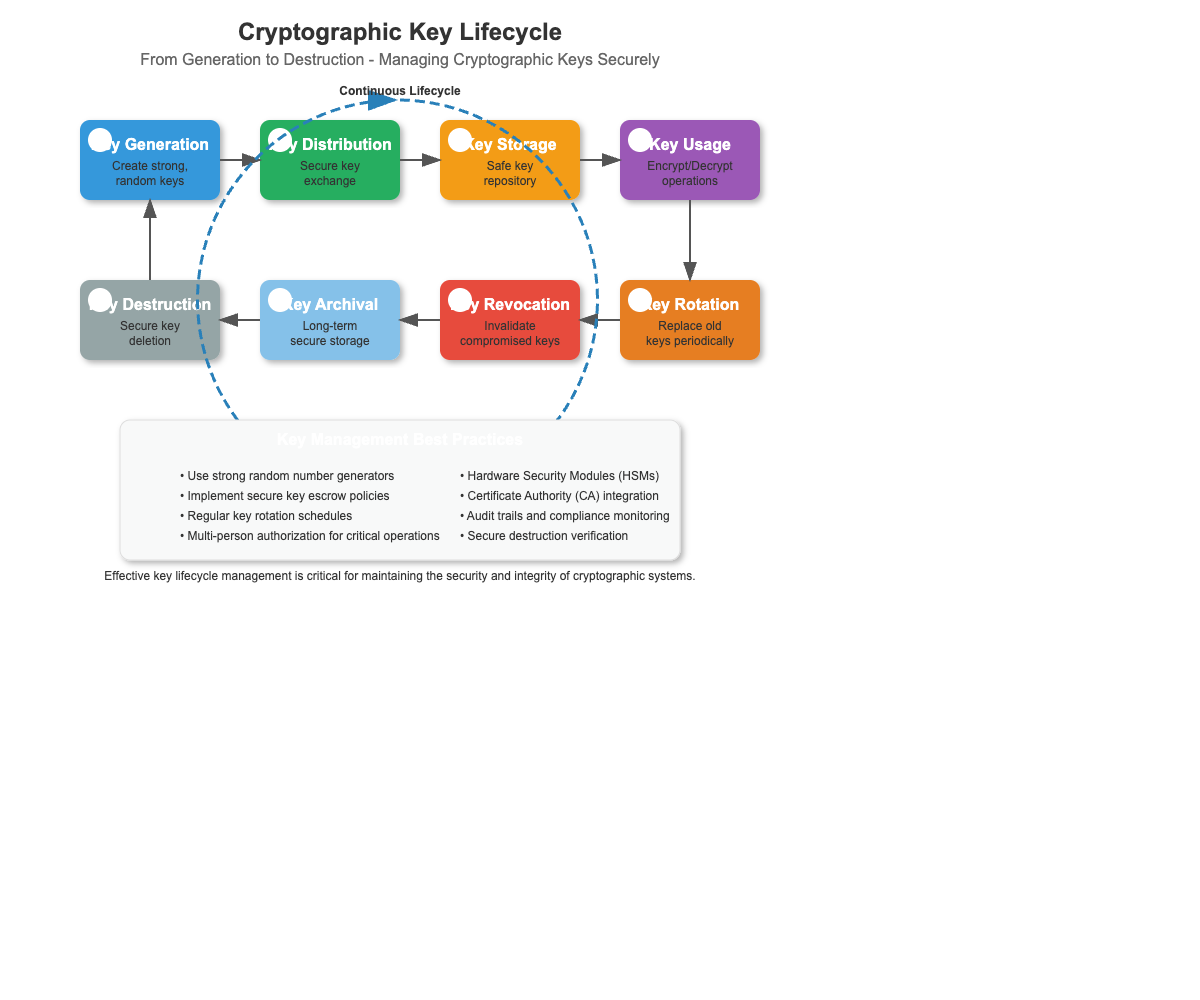 Cryptographic Key Lifecycle
From Generation to Destruction - Managing Cryptographic Keys Securely
Continuous Lifecycle
Key Generation
Create strong,
random keys
Key Distribution
Secure key
exchange
Key Storage
Safe key
repository
Key Usage
Encrypt/Decrypt
operations
Key Destruction
Secure key
deletion
Key Archival
Long-term
secure storage
Key Revocation
Invalidate
compromised keys
Key Rotation
Replace old
keys periodically
Key Management Best Practices
• Use strong random number generators
• Implement secure key escrow policies
• Regular key rotation schedules
• Multi-person authorization for critical operations
• Hardware Security Modules (HSMs)
• Certificate Authority (CA) integration
• Audit trails and compliance monitoring
• Secure destruction verification
Effective key lifecycle management is critical for maintaining the security and integrity of cryptographic systems.